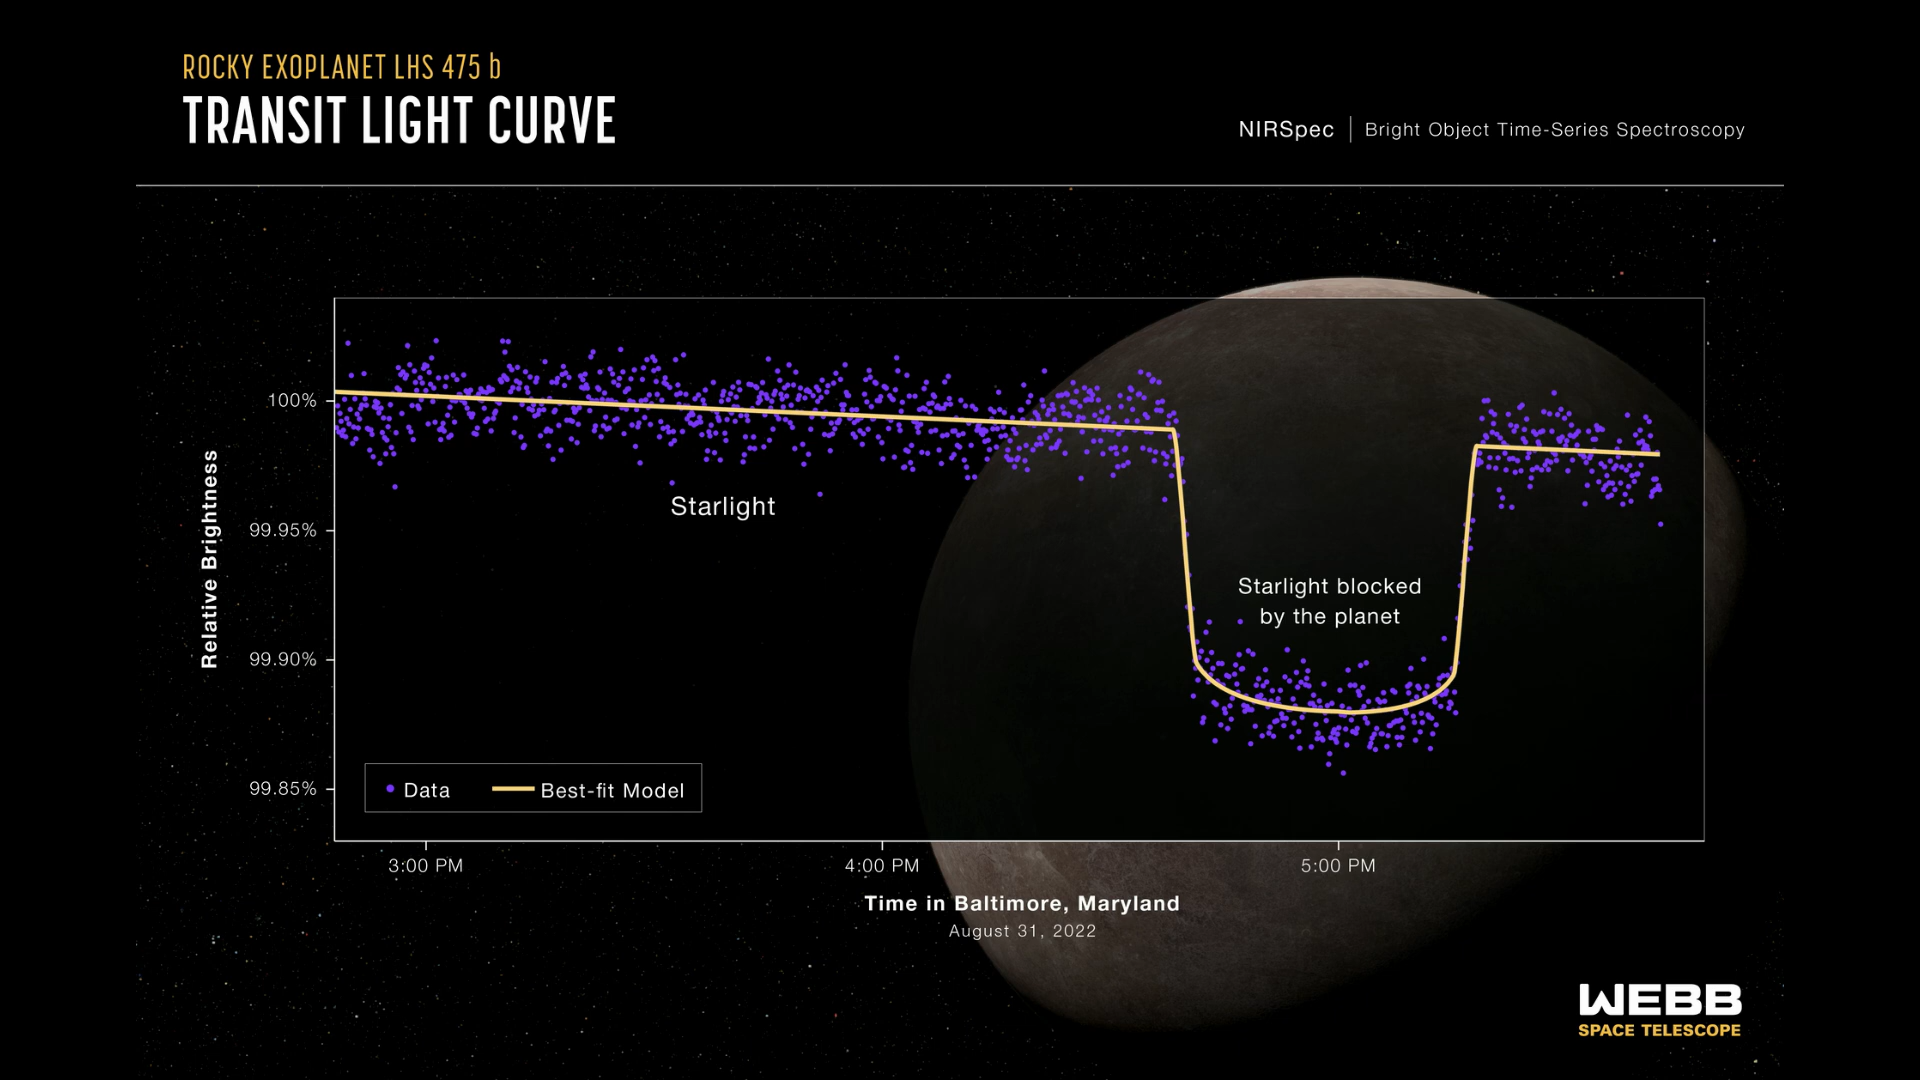 ROCKY EXOPLANET LHS 475 b
TRANSIT LIGHT CURVE
NIRSpec | Bright Object Time-Series Spectroscopy
Relative Brightness
100%
99.95%
99.90%
99.85%
Starlight
Starlight blocked
by the planet
Data
Best-fit Model
3:00 PM
4:00 PM
5:00 PM
Time in Baltimore, Maryland
August 31, 2022
WEBB
SPACE TELESCOPE